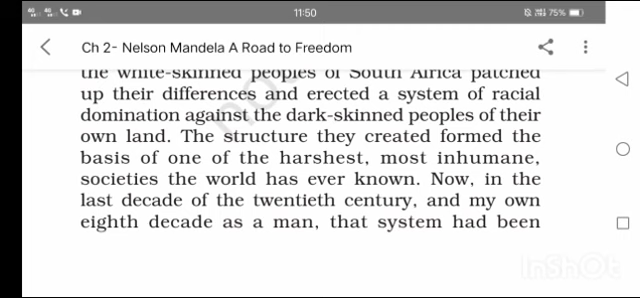 11:50
75%
Ch 2- Nelson Mandela A Road to Freedom
the white-skinned peoples of South Africa patched
up their differences and erected a system of racial
domination against the dark-skinned peoples of their
own land. The structure they created formed the
basis of one of the harshest, most inhumane,
societies the world has ever known. Now, in the
last decade of the twentieth century, and my own
eighth decade as a man, that system had been
InShOt